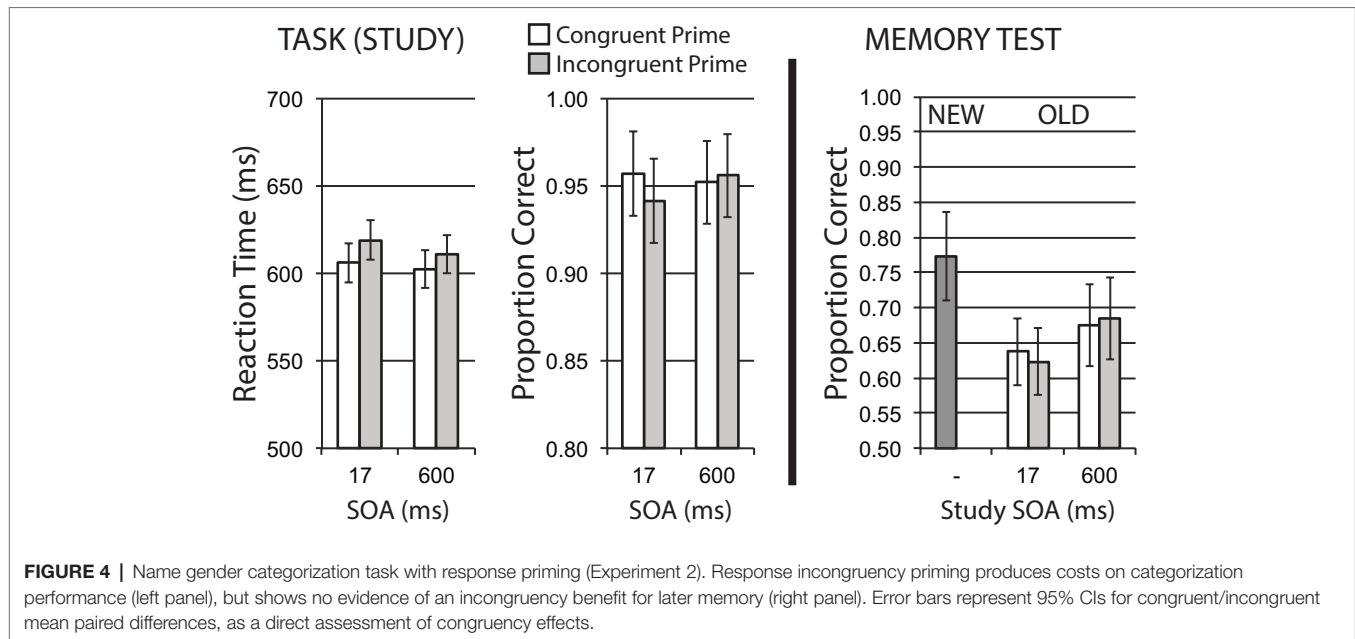 TASK (STUDY)
Congruent Prime
Incongruent Prime
MEMORY TEST
Reaction Time (ms)
700
650
600
550
500
17 600
SOA (ms)
Proportion Correct
1.00
0.95
0.90
0.85
0.80
17 600
SOA (ms)
Proportion Correct
1.00
0.95
0.90
0.85
0.80
0.75
0.70
0.65
0.60
0.55
0.50
NEW OLD
- 17 600
Study SOA (ms)
FIGURE 4 | Name gender categorization task with response priming (Experiment 2). Response incongruency priming produces costs on categorization
performance (left panel), but shows no evidence of an incongruency benefit for later memory (right panel). Error bars represent 95% CIs for congruent/incongruent
mean paired differences, as a direct assessment of congruency effects.